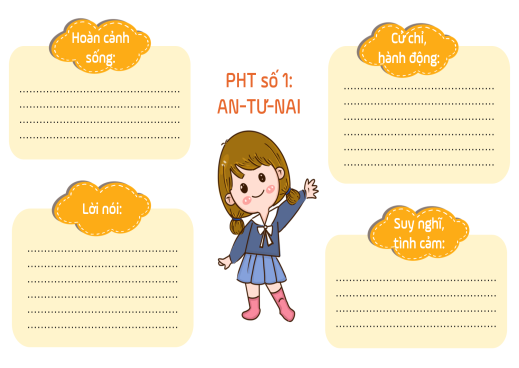 Hoàn cảnh
sống:
Cử chỉ,
hành động:
PHT số 1:
AN-TƯ-NAI
Lời nói:
Suy nghĩ,
tình cảm: